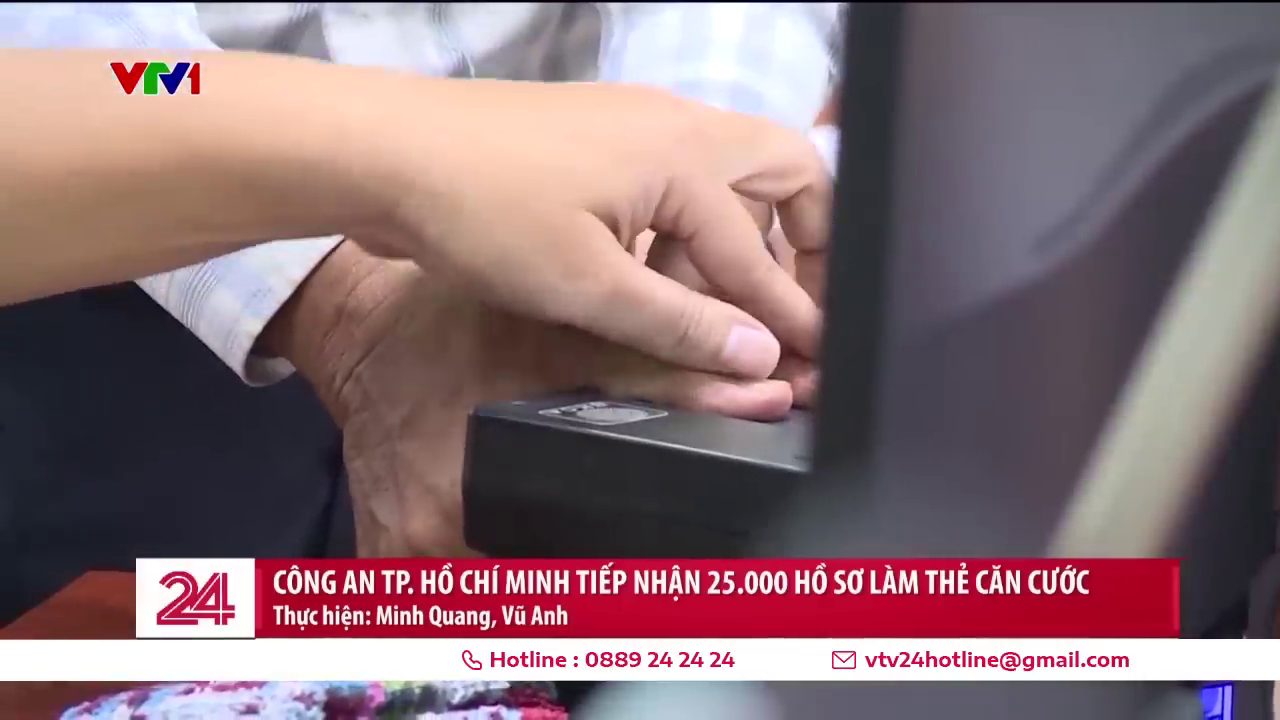 VTV1
24
CÔNG AN TP. HỒ CHÍ MINH TIẾP NHẬN 25.000 HỒ SƠ LÀM THẺ CĂN CƯỚC
Thực hiện: Minh Quang, Vũ Anh
Hotline : 0889 24 24 24
vtv24hotline@gmail.com